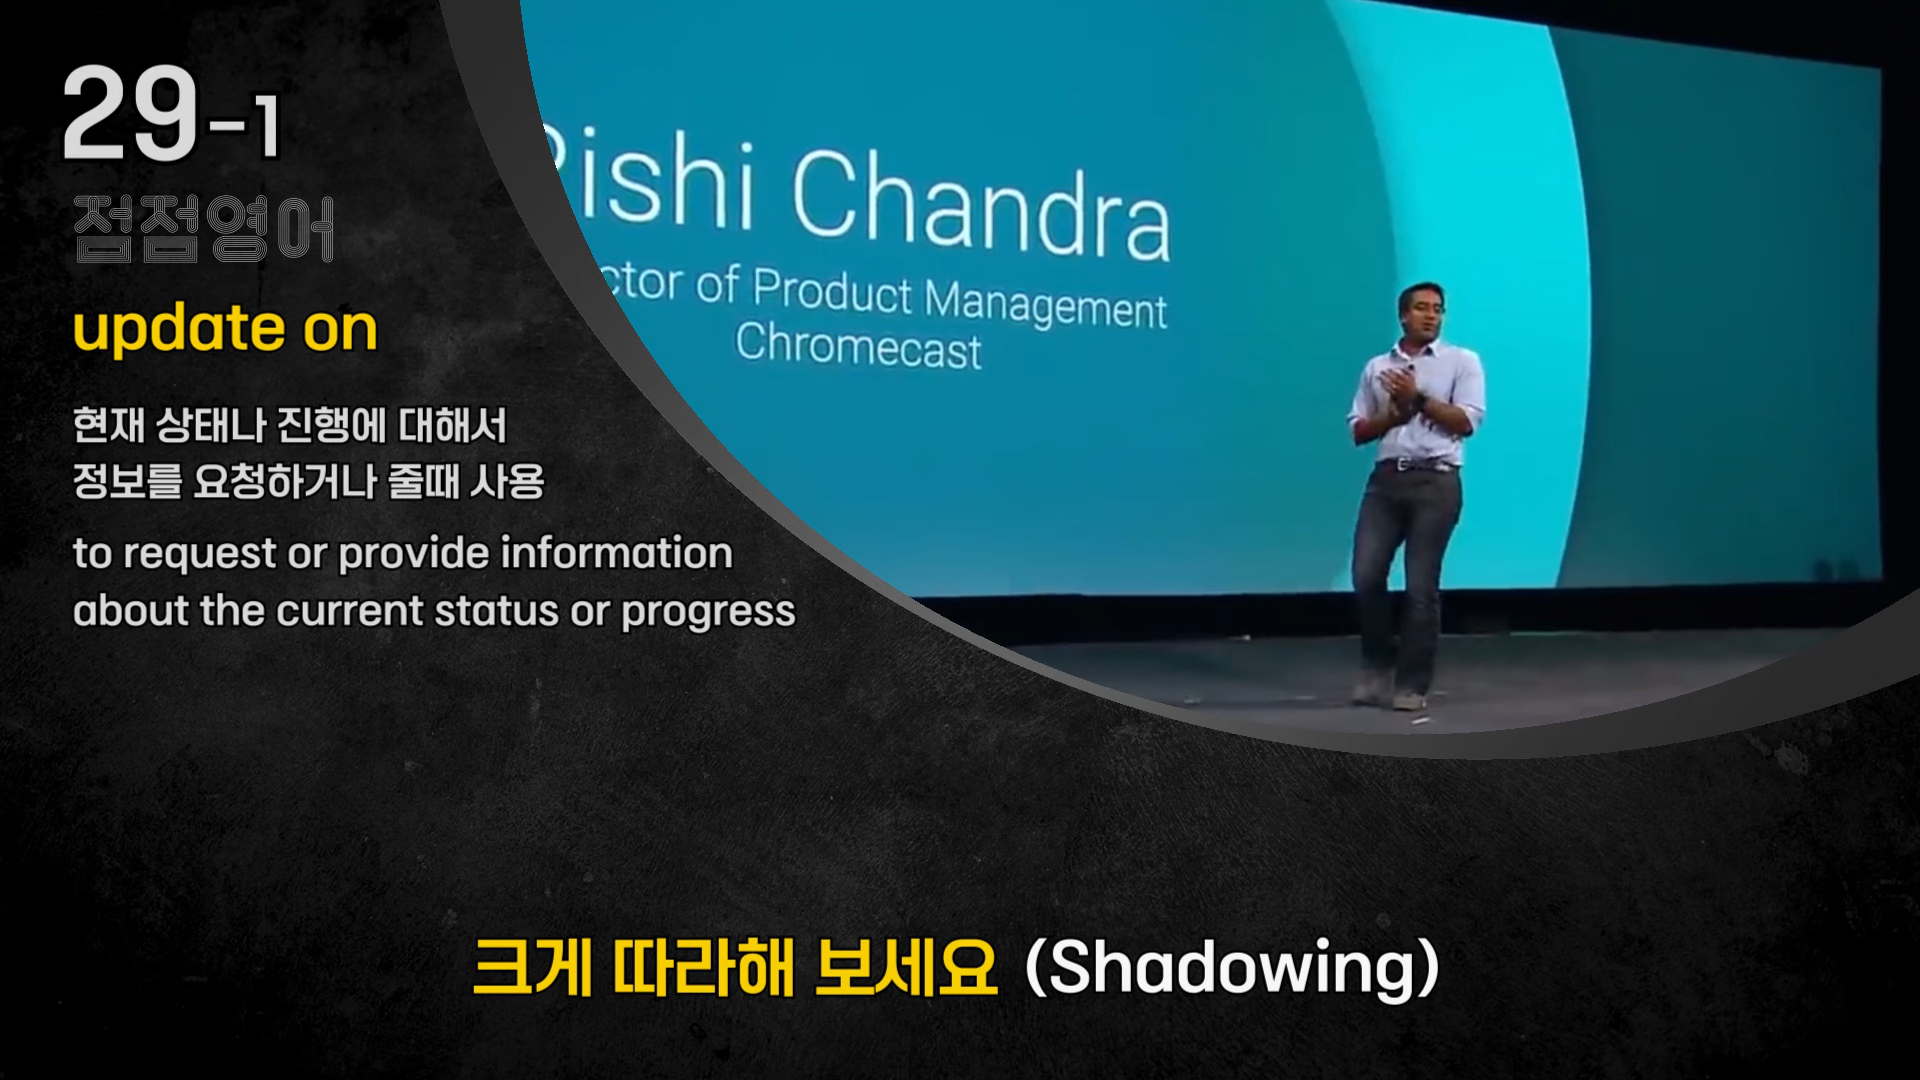 29-1
점점영어
update on
현재 상태나 진행에 대해서
정보를 요청하거나 줄때 사용
to request or provide information
about the current status or progress
ishi Chandra
ctor of Product Management
Chromecast
크게 따라해 보세요 (Shadowing)